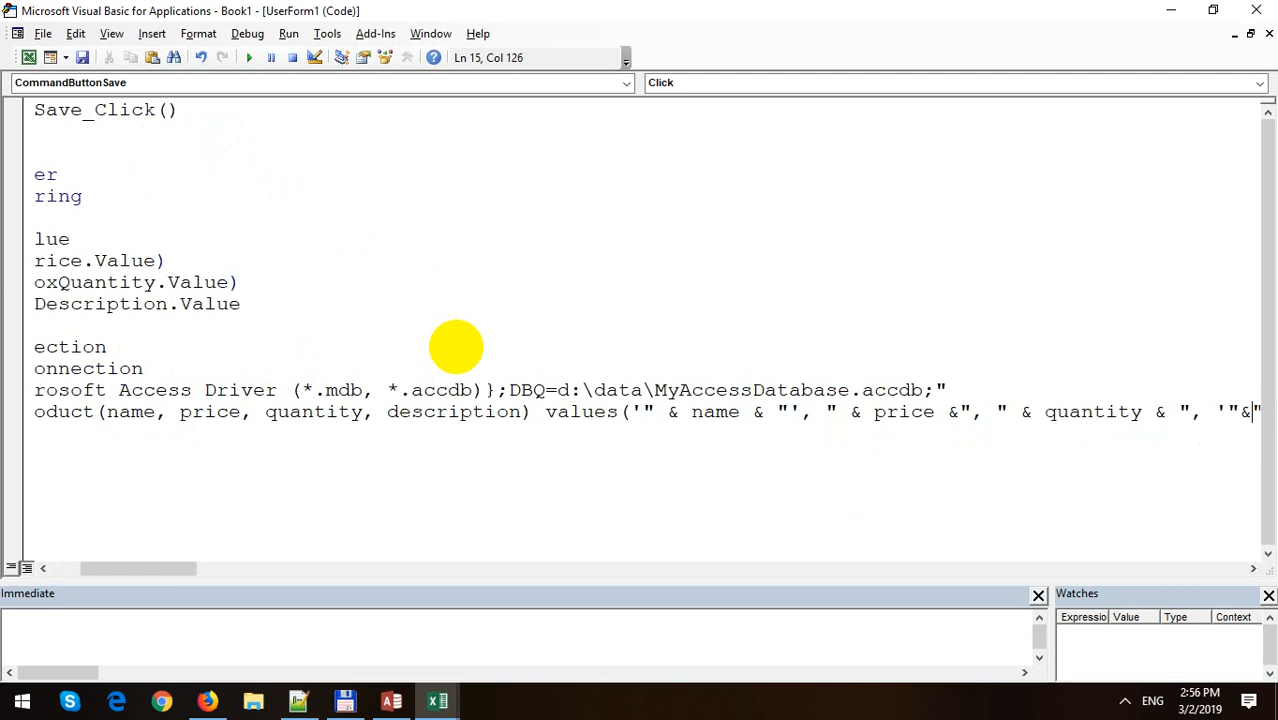 Microsoft Visual Basic for Applications - Book1 - [UserForm1 (Code)]
File Edit View Insert Format Debug Run Tools Add-Ins Window Help
Ln 15, Col 126
CommandButtonSave
Click
Save_Click()
er
ring
lue
rice.Value)
oxQuantity.Value)
Description.Value
ection
onnection
rosoft Access Driver (*.mdb, *.accdb)};DBQ=d:\data\MyAccessDatabase.accdb;"
oduct(name, price, quantity, description) values('" & name & "', " & price &", " & quantity & ", '"&"
Immediate
Watches
Expressio Value Type Context
ENG
2:56 PM
3/2/2019